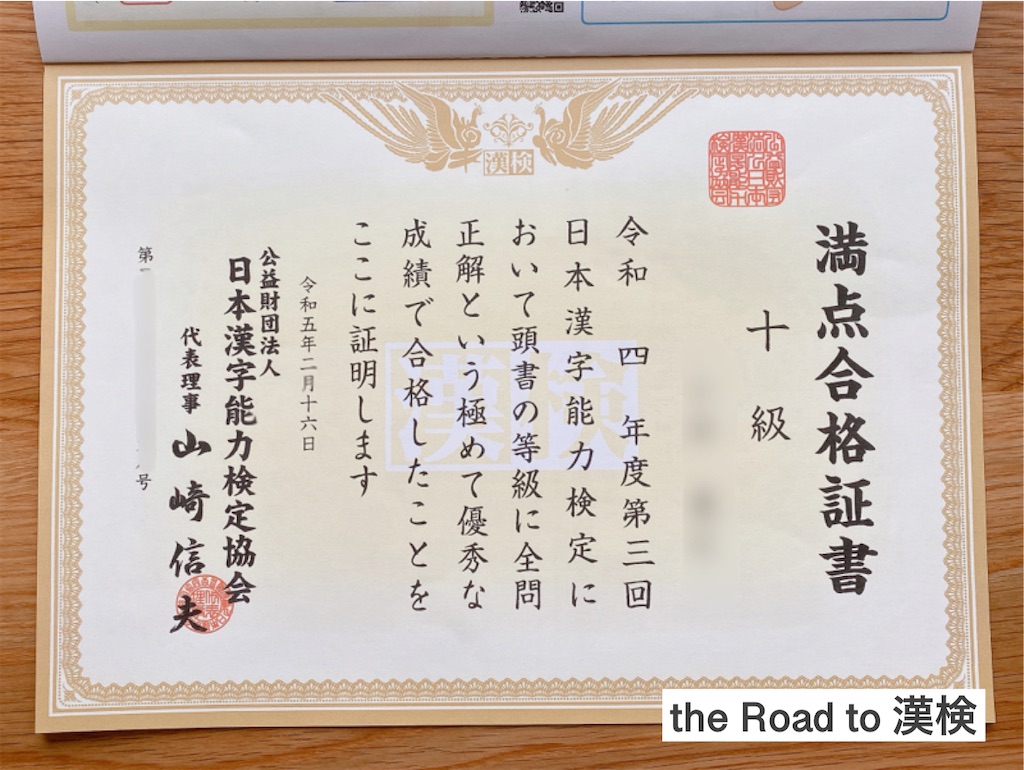 漢検
満点合格証書
十級
令和四年度第三回
日本漢字能力検定に
おいて頭書の等級に全問
正解という極めて優秀な
成績で合格したことを
ここに証明します
令和五年二月十六日
公益財団法人
日本漢字能力検定協会
代表理事 山崎信夫
第 号
漢検
the Road to 漢検